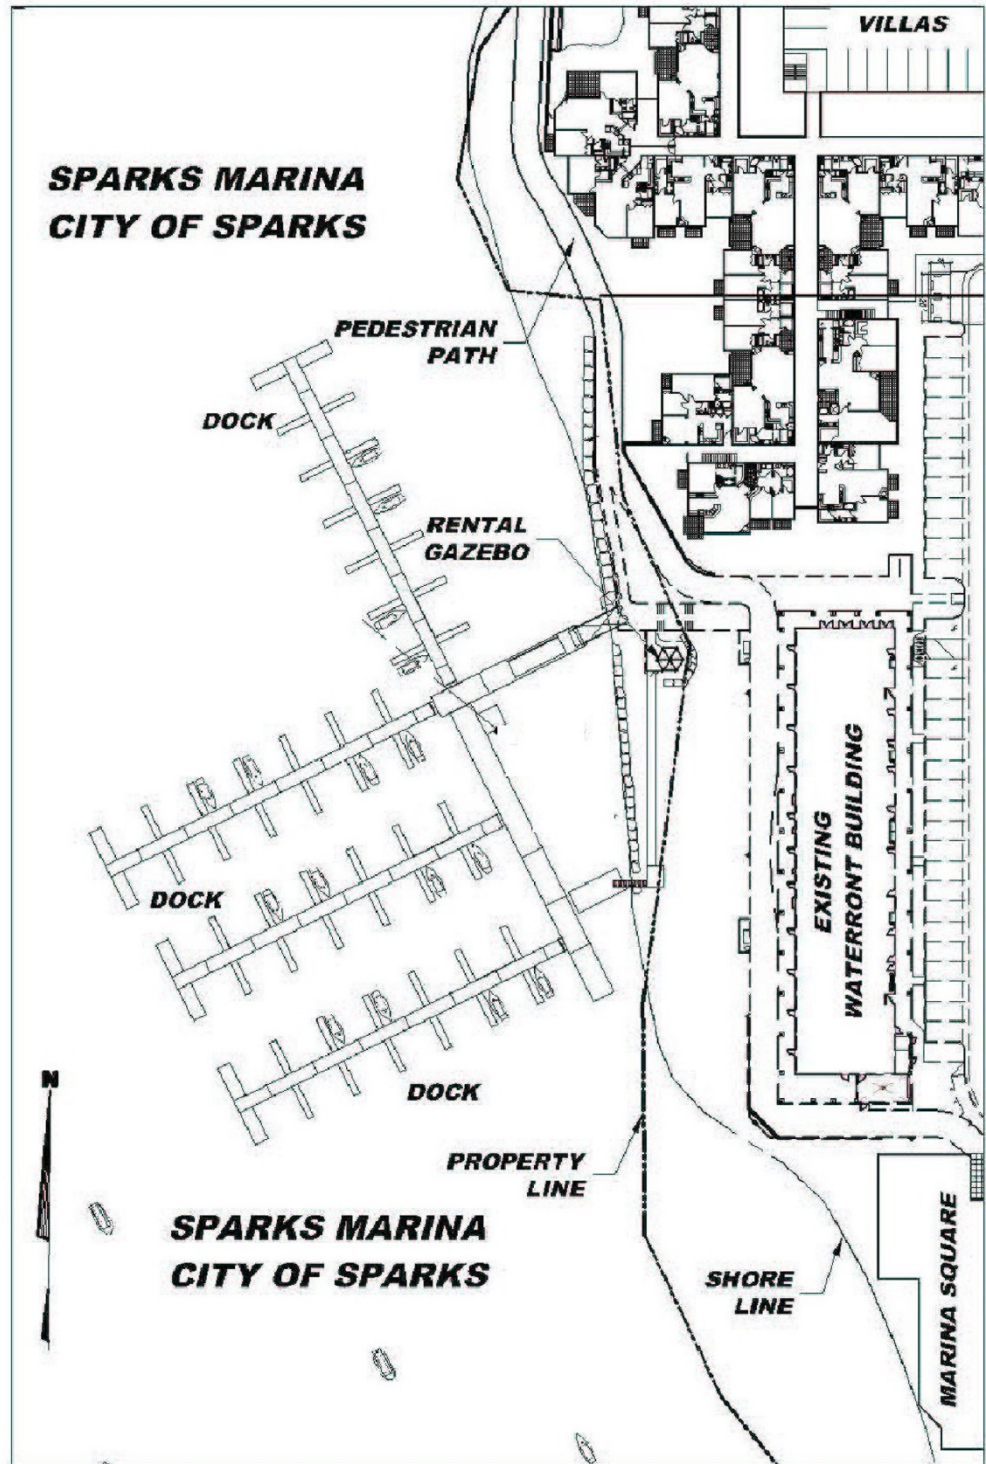 VILLAS
SPARKS MARINA
CITY OF SPARKS
PEDESTRIAN
PATH
DOCK
RENTAL
GAZEBO
EXISTING
WATERRONT BUILDING
DOCK
DOCK
N
PROPERTY
LINE
SPARKS MARINA
CITY OF SPARKS
SHORE
LINE
MARINA SQUARE